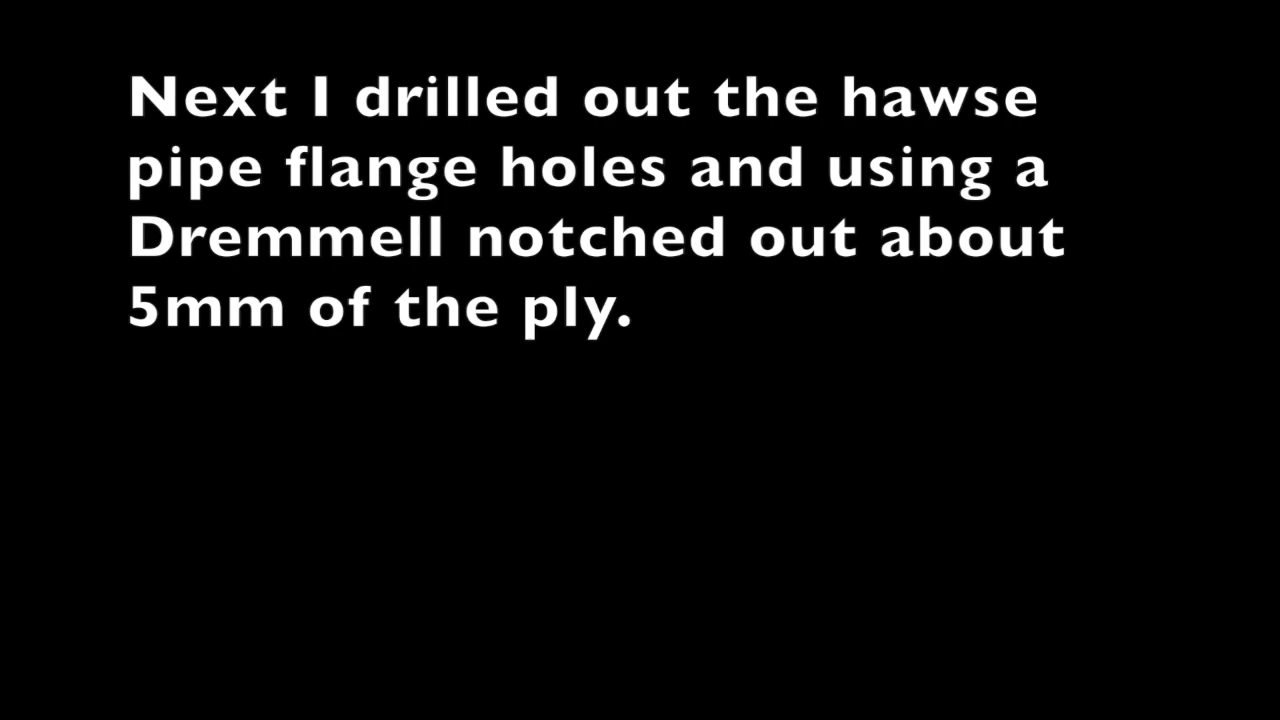 Next I drilled out the hawse
pipe flange holes and using a
Dremmell notched out about
5mm of the ply.